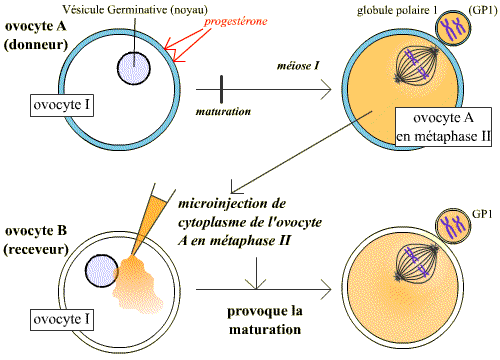 Vésicule Germinative (noyau)
ovocyte A
(donneur)
progestérone
globule polaire 1
(GP1)
ovocyte I
maturation
méiose I
ovocyte A
en métaphase II
ovocyte B
(receveur)
microinjection de
cytoplasme de l'ovocyte
A en métaphase II
GP1
ovocyte I
provoque la
maturation